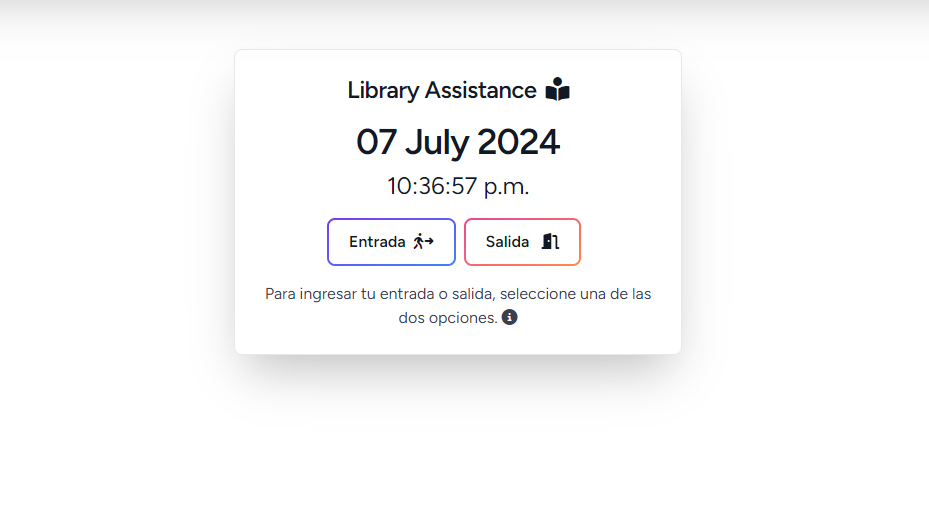 Library Assistance
07 July 2024
10:36:57 p.m.
Entrada
Salida
Para ingresar tu entrada o salida, seleccione una de las
dos opciones.